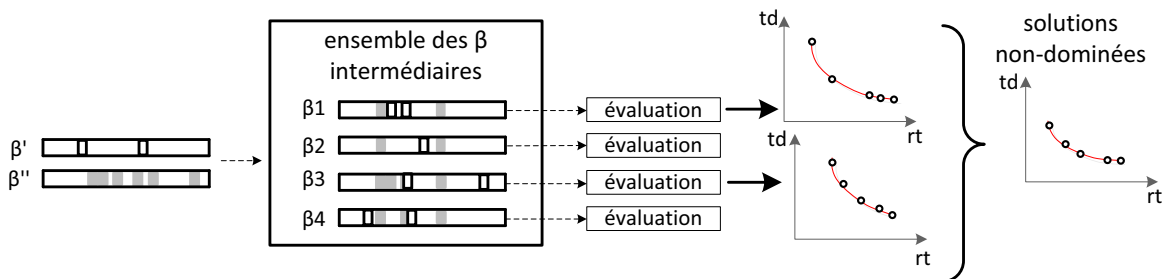 β'
β''
ensemble des β
intermédiaires
β1
β2
β3
β4
évaluation
évaluation
évaluation
évaluation
td
rt
td
rt
solutions
non-dominées
td
rt